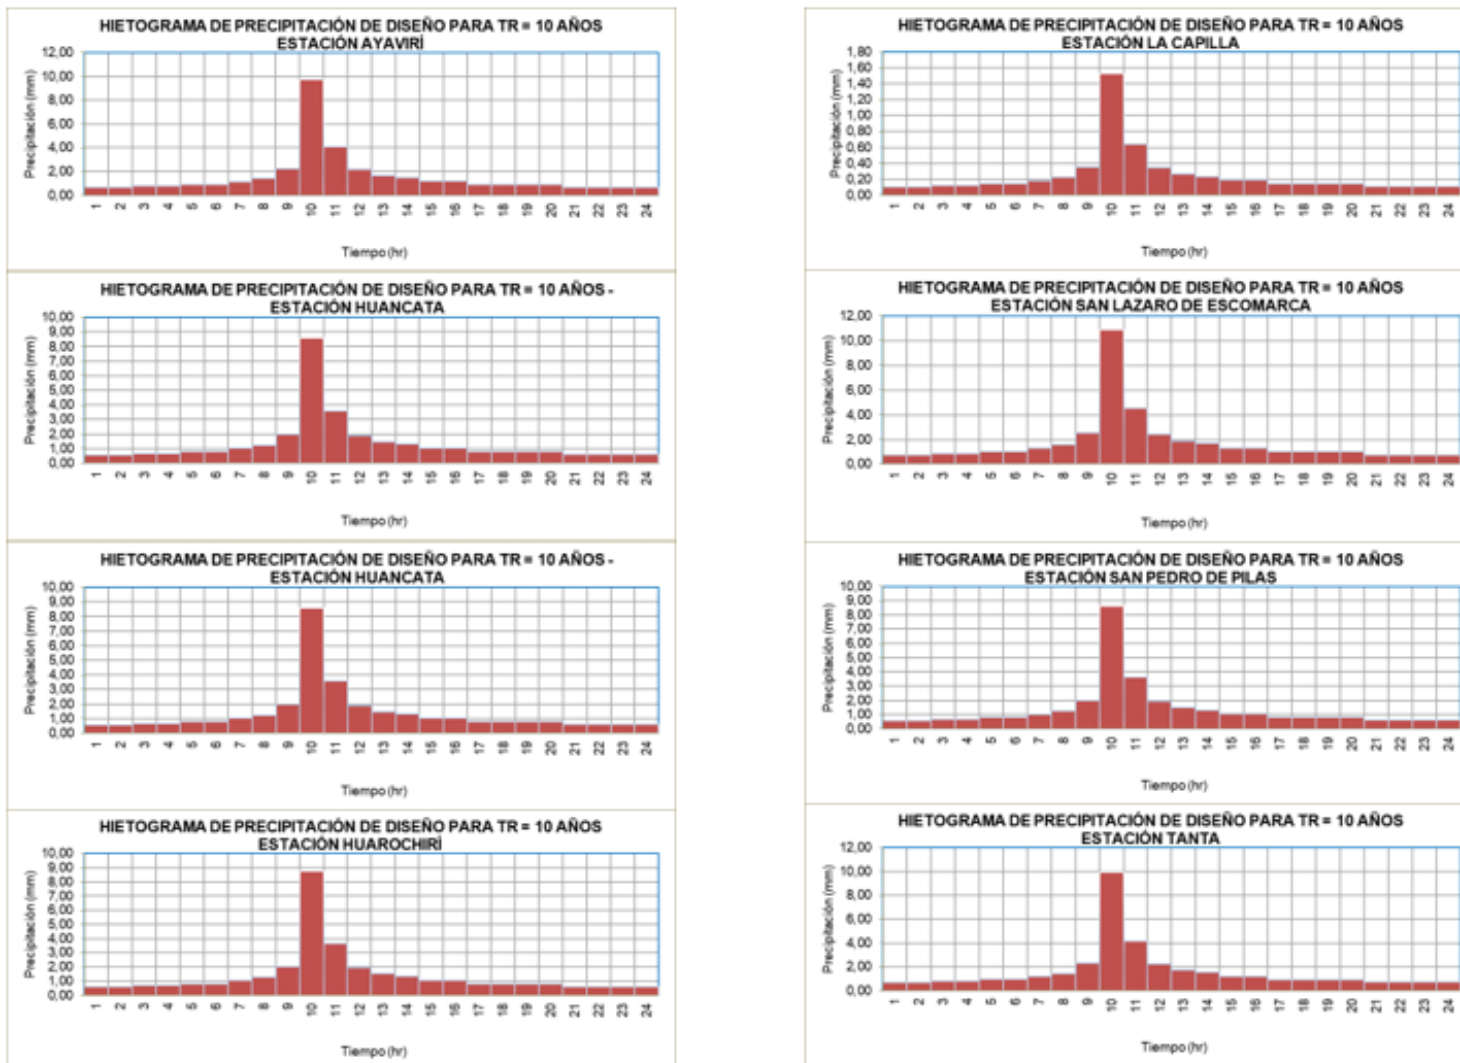 HIETOGRAMA DE PRECIPITACIÓN DE DISEÑO PARA TR = 10 AÑOS
ESTACIÓN AYAVIRÍ
Precipitación (mm)
12,00
10,00
8,00
6,00
4,00
2,00
0,00
1 2 3 4 5 6 7 8 9 10 11 12 13 14 15 16 17 18 19 20 21 22 23 24
Tiempo (hr)
HIETOGRAMA DE PRECIPITACIÓN DE DISEÑO PARA TR = 10 AÑOS -
ESTACIÓN HUANCATA
Precipitación (mm)
10,00
9,00
8,00
7,00
6,00
5,00
4,00
3,00
2,00
1,00
0,00
1 2 3 4 5 6 7 8 9 10 11 12 13 14 15 16 17 18 19 20 21 22 23 24
Tiempo (hr)
HIETOGRAMA DE PRECIPITACIÓN DE DISEÑO PARA TR = 10 AÑOS -
ESTACIÓN HUANCATA
Precipitación (mm)
10,00
9,00
8,00
7,00
6,00
5,00
4,00
3,00
2,00
1,00
0,00
1 2 3 4 5 6 7 8 9 10 11 12 13 14 15 16 17 18 19 20 21 22 23 24
Tiempo (hr)
HIETOGRAMA DE PRECIPITACIÓN DE DISEÑO PARA TR = 10 AÑOS
ESTACIÓN HUAROCHIRÍ
Precipitación (mm)
10,00
9,00
8,00
7,00
6,00
5,00
4,00
3,00
2,00
1,00
0,00
1 2 3 4 5 6 7 8 9 10 11 12 13 14 15 16 17 18 19 20 21 22 23 24
Tiempo (hr)
HIETOGRAMA DE PRECIPITACIÓN DE DISEÑO PARA TR = 10 AÑOS
ESTACIÓN LA CAPILLA
Precipitación (mm)
1,80
1,60
1,40
1,20
1,00
0,80
0,60
0,40
0,20
0,00
1 2 3 4 5 6 7 8 9 10 11 12 13 14 15 16 17 18 19 20 21 22 23 24
Tiempo (hr)
HIETOGRAMA DE PRECIPITACIÓN DE DISEÑO PARA TR = 10 AÑOS
ESTACIÓN SAN LAZARO DE ESCOMARCA
Precipitación (mm)
12,00
10,00
8,00
6,00
4,00
2,00
0,00
1 2 3 4 5 6 7 8 9 10 11 12 13 14 15 16 17 18 19 20 21 22 23 24
Tiempo (hr)
HIETOGRAMA DE PRECIPITACIÓN DE DISEÑO PARA TR = 10 AÑOS
ESTACIÓN SAN PEDRO DE PILAS
Precipitación (mm)
10,00
9,00
8,00
7,00
6,00
5,00
4,00
3,00
2,00
1,00
0,00
1 2 3 4 5 6 7 8 9 10 11 12 13 14 15 16 17 18 19 20 21 22 23 24
Tiempo (hr)
HIETOGRAMA DE PRECIPITACIÓN DE DISEÑO PARA TR = 10 AÑOS
ESTACIÓN TANTA
Precipitación (mm)
12,00
10,00
8,00
6,00
4,00
2,00
0,00
1 2 3 4 5 6 7 8 9 10 11 12 13 14 15 16 17 18 19 20 21 22 23 24
Tiempo (hr)